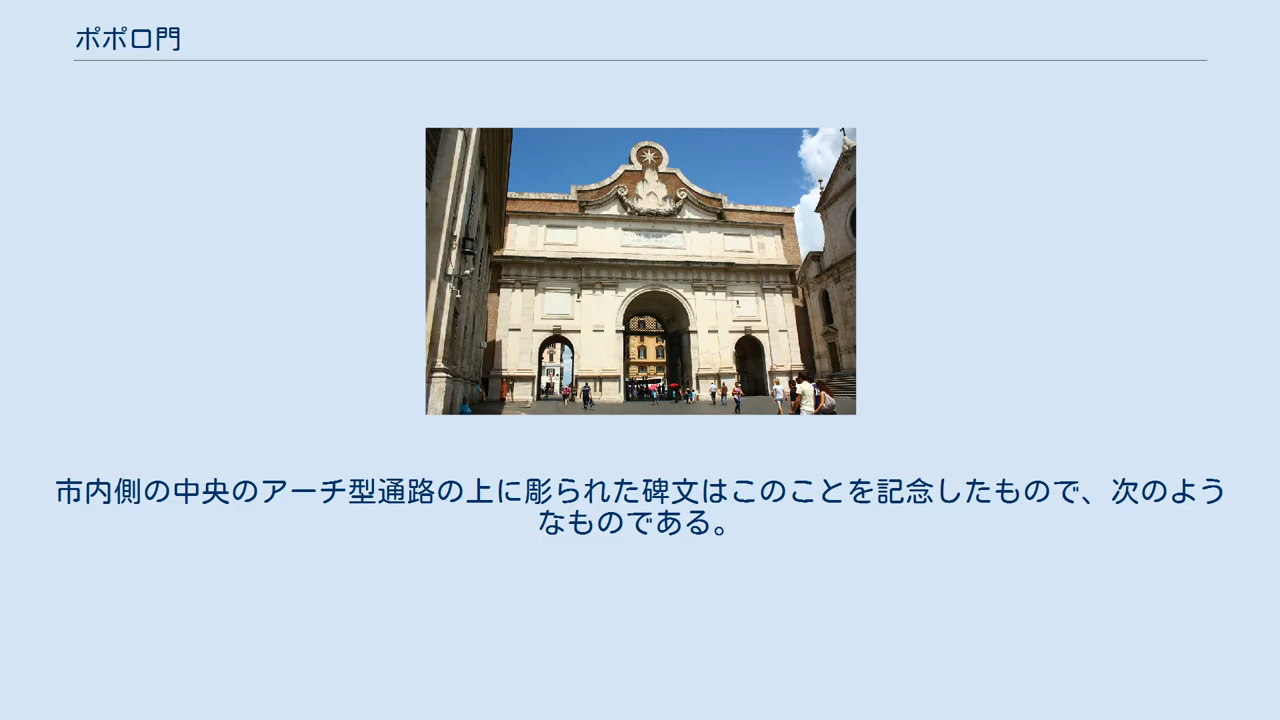 ポポロ門
市内側の中央のアーチ型通路の上に彫られた碑文はこのことを記念したもので、次のよう
なものである。